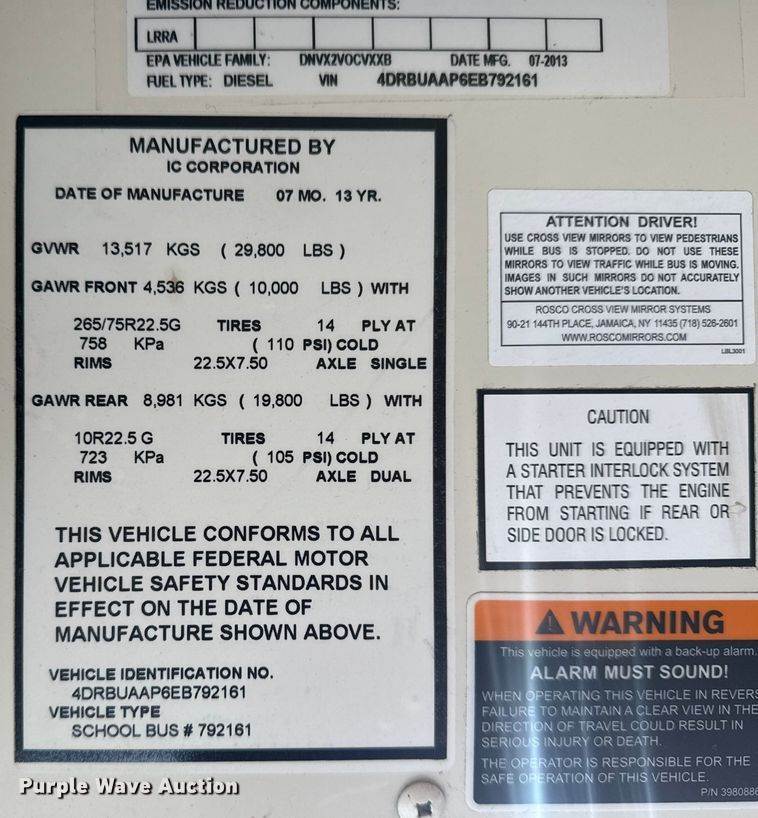 EMISSION REDUCTION COMPONENTS:
LRRA
EPA VEHICLE FAMILY: DNVX2VOCVXXB DATE MFG. 07-2013
FUEL TYPE: DIESEL VIN 4DRBUAAP6EB792161
MANUFACTURED BY
IC CORPORATION
DATE OF MANUFACTURE 07 MO. 13 YR.
GVWR 13,517 KGS ( 29,800 LBS )
GAWR FRONT 4,536 KGS ( 10,000 LBS ) WITH
265/75R22.5G TIRES 14 PLY AT
758 KPa ( 110 PSI) COLD
RIMS 22.5X7.50 AXLE SINGLE
GAWR REAR 8,981 KGS ( 19,800 LBS ) WITH
10R22.5 G TIRES 14 PLY AT
723 KPa ( 105 PSI) COLD
RIMS 22.5X7.50 AXLE DUAL
THIS VEHICLE CONFORMS TO ALL
APPLICABLE FEDERAL MOTOR
VEHICLE SAFETY STANDARDS IN
EFFECT ON THE DATE OF
MANUFACTURE SHOWN ABOVE.
VEHICLE IDENTIFICATION NO.
4DRBUAAP6EB792161
VEHICLE TYPE
SCHOOL BUS # 792161
ATTENTION DRIVER!
USE CROSS VIEW MIRRORS TO VIEW PEDESTRIANS
WHILE BUS IS STOPPED. DO NOT USE THESE
MIRRORS TO VIEW TRAFFIC WHILE BUS IS MOVING.
IMAGES IN SUCH MIRRORS DO NOT ACCURATELY
SHOW ANOTHER VEHICLE'S LOCATION.
ROSCO CROSS VIEW MIRROR SYSTEMS
90-21 144TH PLACE, JAMAICA, NY 11435 (718) 526-2601
WWW.ROSCOMIRRORS.COM
LBL3001
CAUTION
THIS UNIT IS EQUIPPED WITH
A STARTER INTERLOCK SYSTEM
THAT PREVENTS THE ENGINE
FROM STARTING IF REAR OR
SIDE DOOR IS LOCKED.
WARNING
This vehicle is equipped with a back-up alarm.
ALARM MUST SOUND!
WHEN OPERATING THIS VEHICLE IN REVERS
FAILURE TO MAINTAIN A CLEAR VIEW IN THE
DIRECTION OF TRAVEL COULD RESULT IN
SERIOUS INJURY OR DEATH.
THE OPERATOR IS RESPONSIBLE FOR THE
SAFE OPERATION OF THIS VEHICLE.
P/N 3980886
Purple Wave Auction